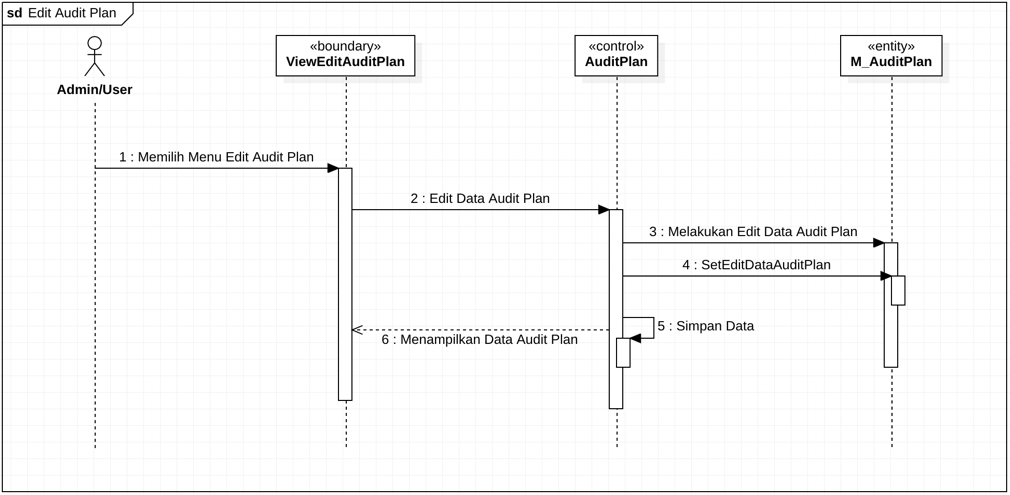 sd Edit Audit Plan
Admin/User
«boundary»
ViewEditAuditPlan
«control»
AuditPlan
«entity»
M_AuditPlan
1 : Memilih Menu Edit Audit Plan
2 : Edit Data Audit Plan
3 : Melakukan Edit Data Audit Plan
4 : SetEditDataAuditPlan
5 : Simpan Data
6 : Menampilkan Data Audit Plan